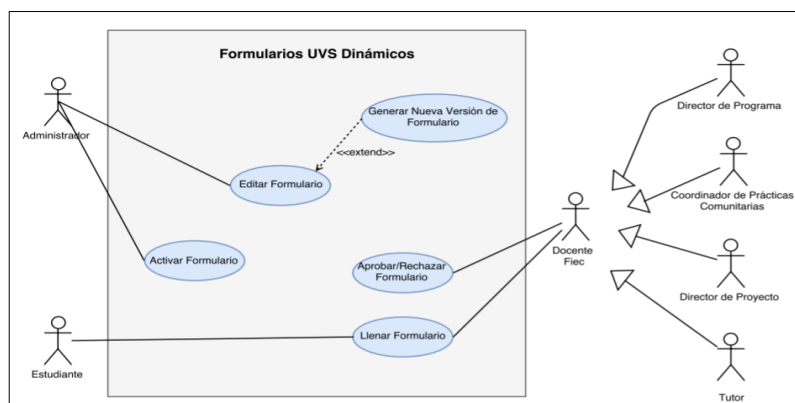 Formularios UVS Dinámicos
Administrador
Generar Nueva Versión de
Formulario
<<extend>>
Editar Formulario
Activar Formulario
Aprobar/Rechazar
Formulario
Llenar Formulario
Estudiante
Docente
Fiec
Director de Programa
Coordinador de Prácticas
Comunitarias
Director de Proyecto
Tutor